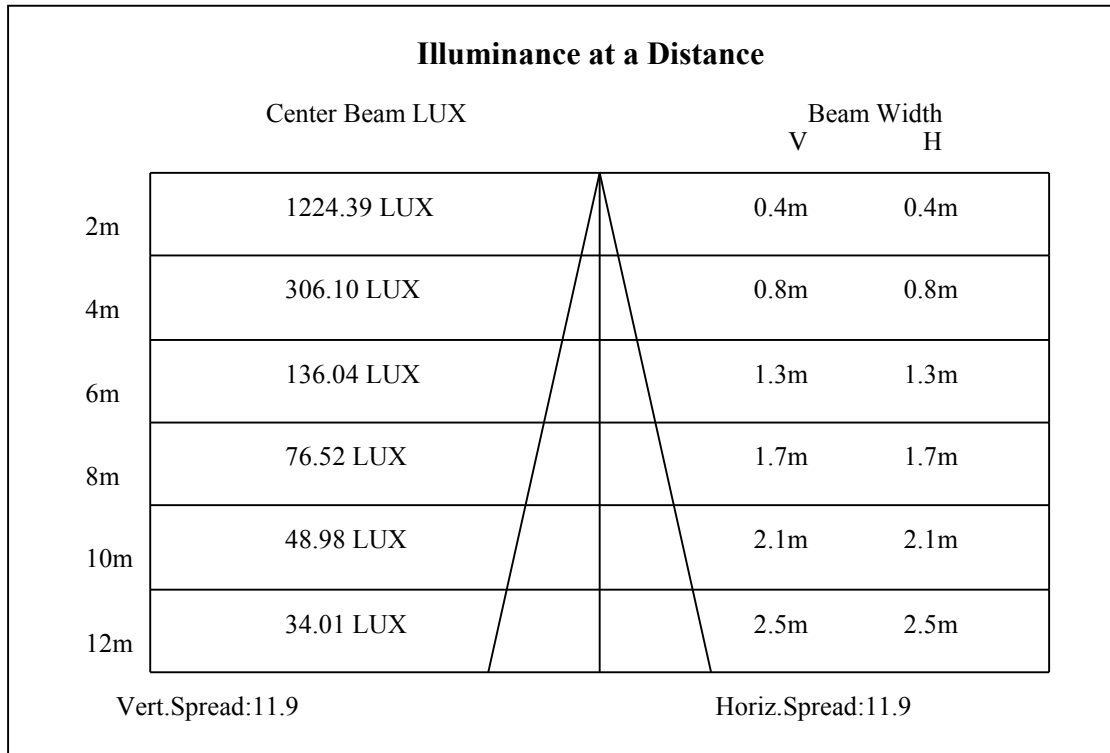 Illuminance at a Distance
Center Beam LUX Beam Width
V H
2m 1224.39 LUX 0.4m 0.4m
4m 306.10 LUX 0.8m 0.8m
6m 136.04 LUX 1.3m 1.3m
8m 76.52 LUX 1.7m 1.7m
10m 48.98 LUX 2.1m 2.1m
12m 34.01 LUX 2.5m 2.5m
Vert.Spread:11.9 Horiz.Spread:11.9